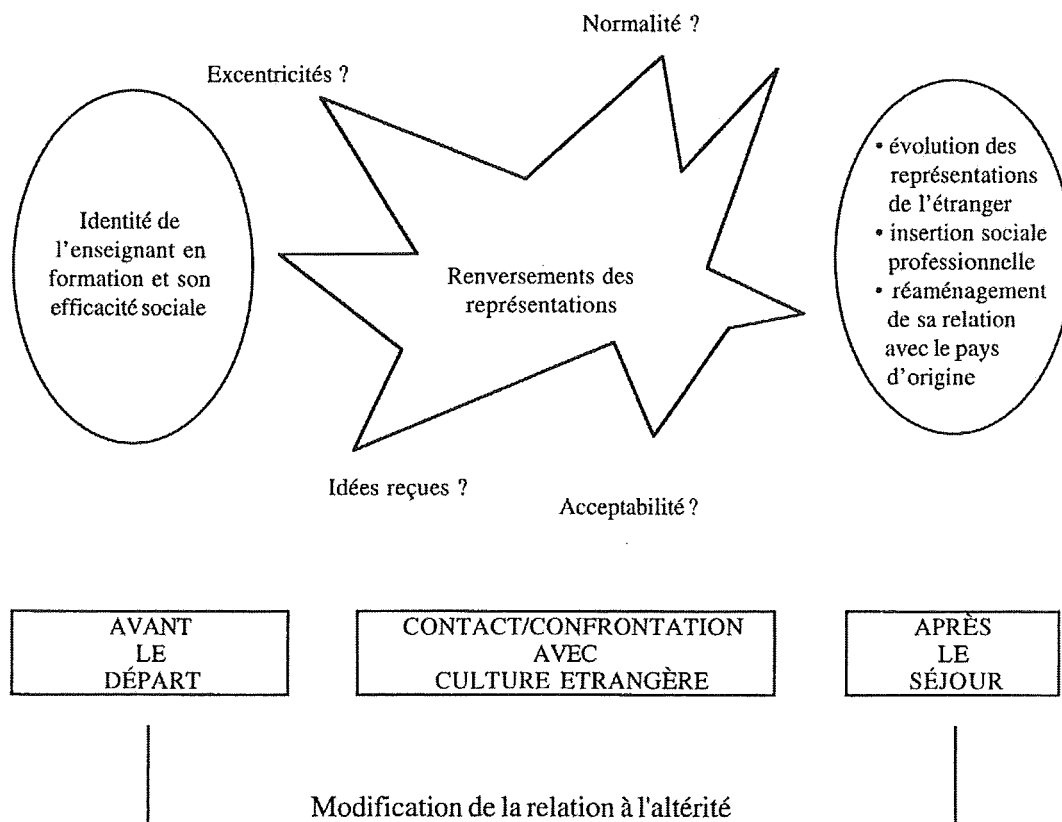 Normalité ?
Excentricités ?
Identité de
l'enseignant en
formation et son
efficacité sociale
Renversements des
représentations
• évolution des
représentations
de l'étranger
• insertion sociale
professionnelle
• réaménagement
de sa relation
avec le pays
d'origine
Idées reçues ?
Acceptabilité ?
AVANT
LE
DÉPART
CONTACT/CONFRONTATION
AVEC
CULTURE ETRANGÈRE
APRÈS
LE
SÉJOUR
Modification de la relation à l'altérité